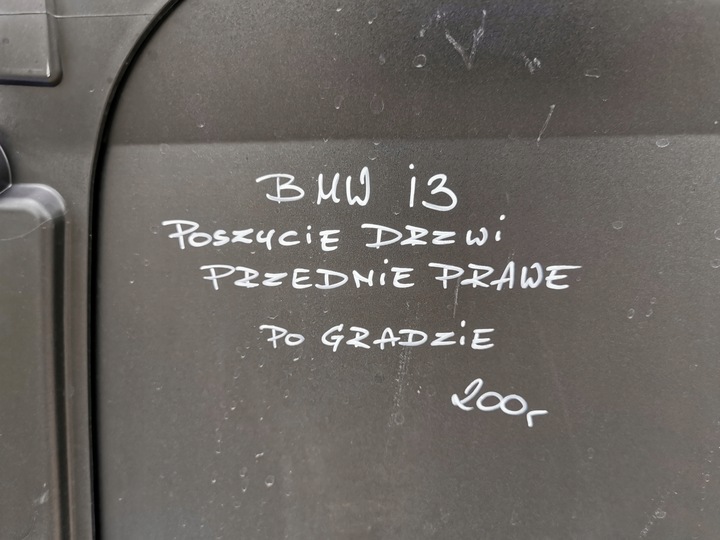 BMW i3
POSZYCIE DRZWI
PRZEDNIE PRAWE
PO GRADZIE
200r